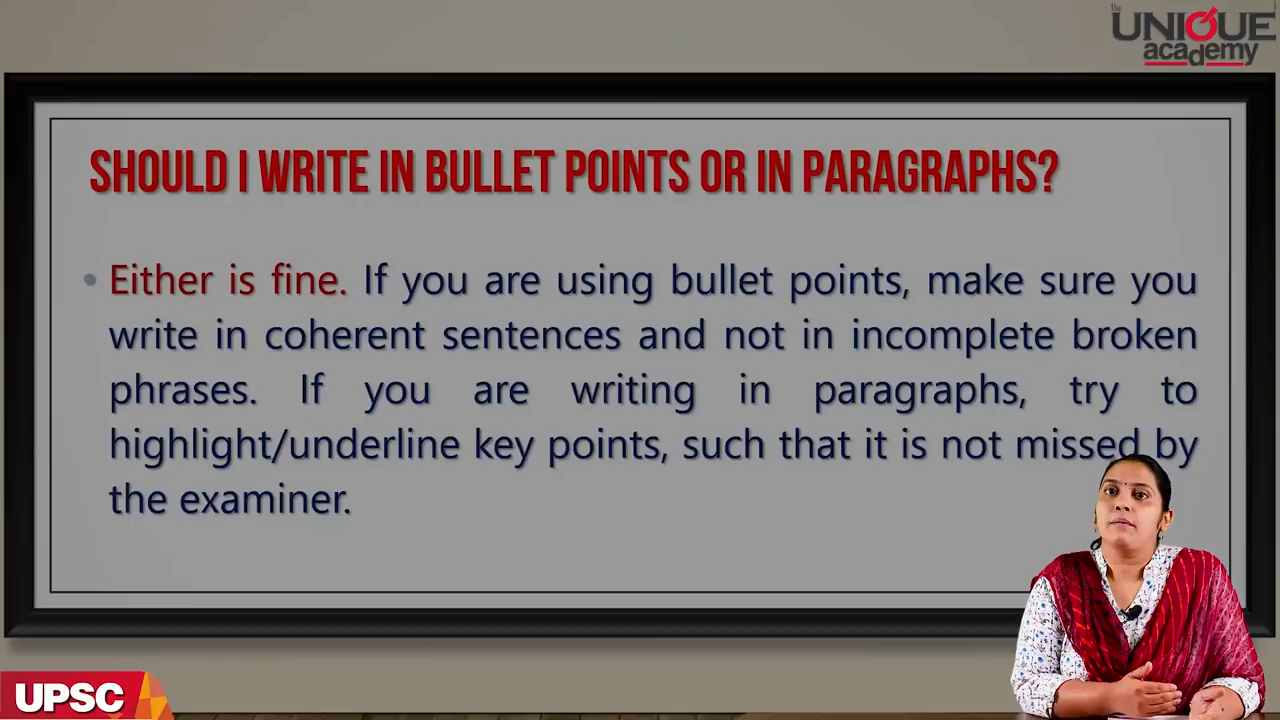 The
UNIQUE
academy
SHOULD I WRITE IN BULLET POINTS OR IN PARAGRAPHS?
• Either is fine. If you are using bullet points, make sure you
write in coherent sentences and not in incomplete broken
phrases. If you are writing in paragraphs, try to
highlight/underline key points, such that it is not missed by
the examiner.
UPSC